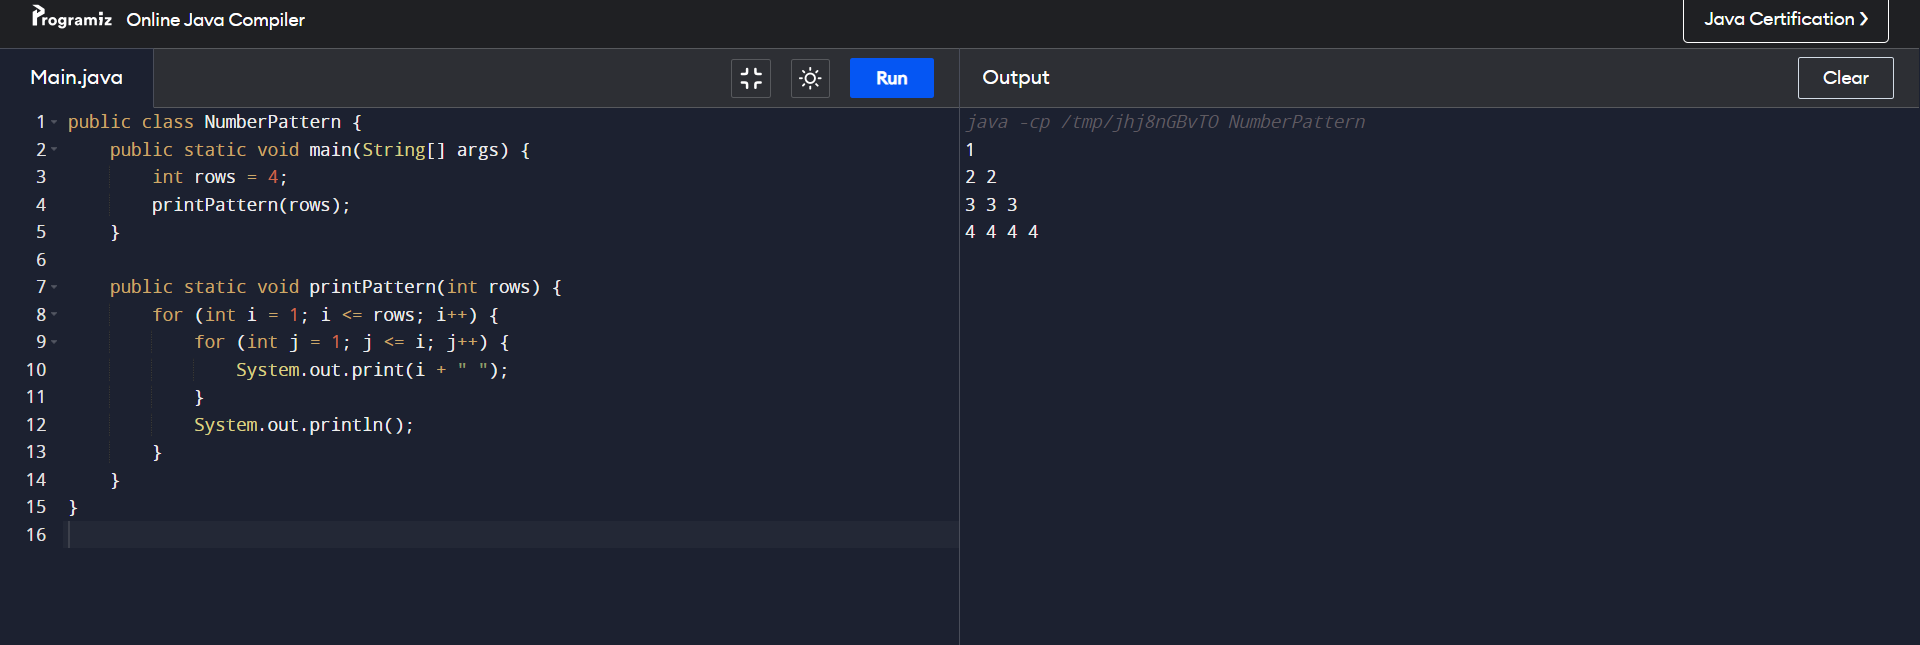 Programiz Online Java Compiler
Java Certification ❯
Main.java
Run
Output
Clear
1 public class NumberPattern {
2     public static void main(String[] args) {
3         int rows = 4;
4         printPattern(rows);
5     }
6
7     public static void printPattern(int rows) {
8         for (int i = 1; i <= rows; i++) {
9             for (int j = 1; j <= i; j++) {
10                 System.out.print(i + " ");
11             }
12             System.out.println();
13         }
14     }
15 }
16
java -cp /tmp/jhj8nGBvTO NumberPattern
1
2 2
3 3 3
4 4 4 4